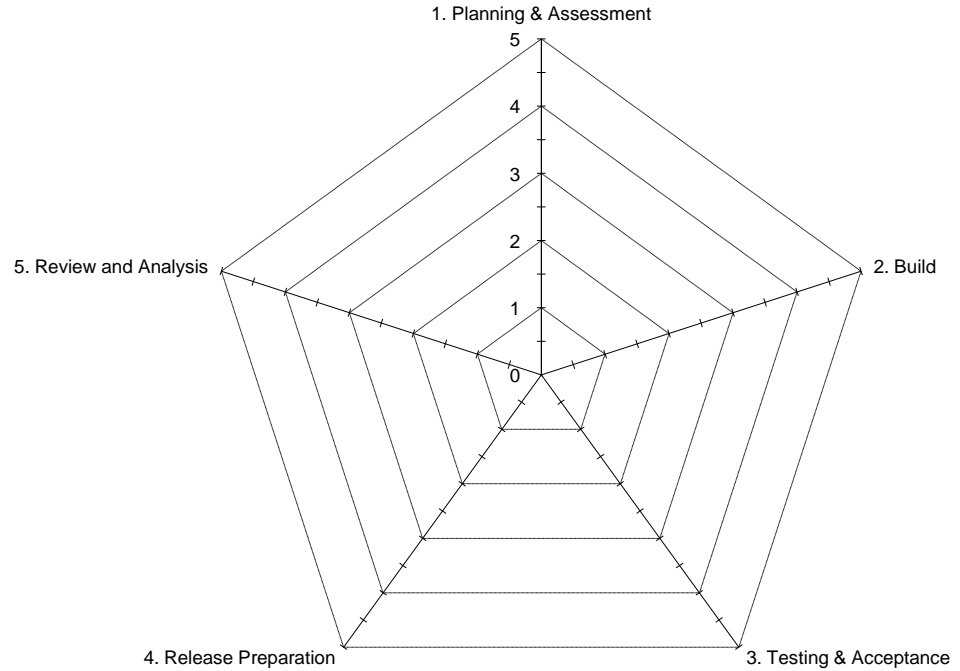 1. Planning & Assessment
5
4
3
2
1
0
5. Review and Analysis
2. Build
4. Release Preparation
3. Testing & Acceptance